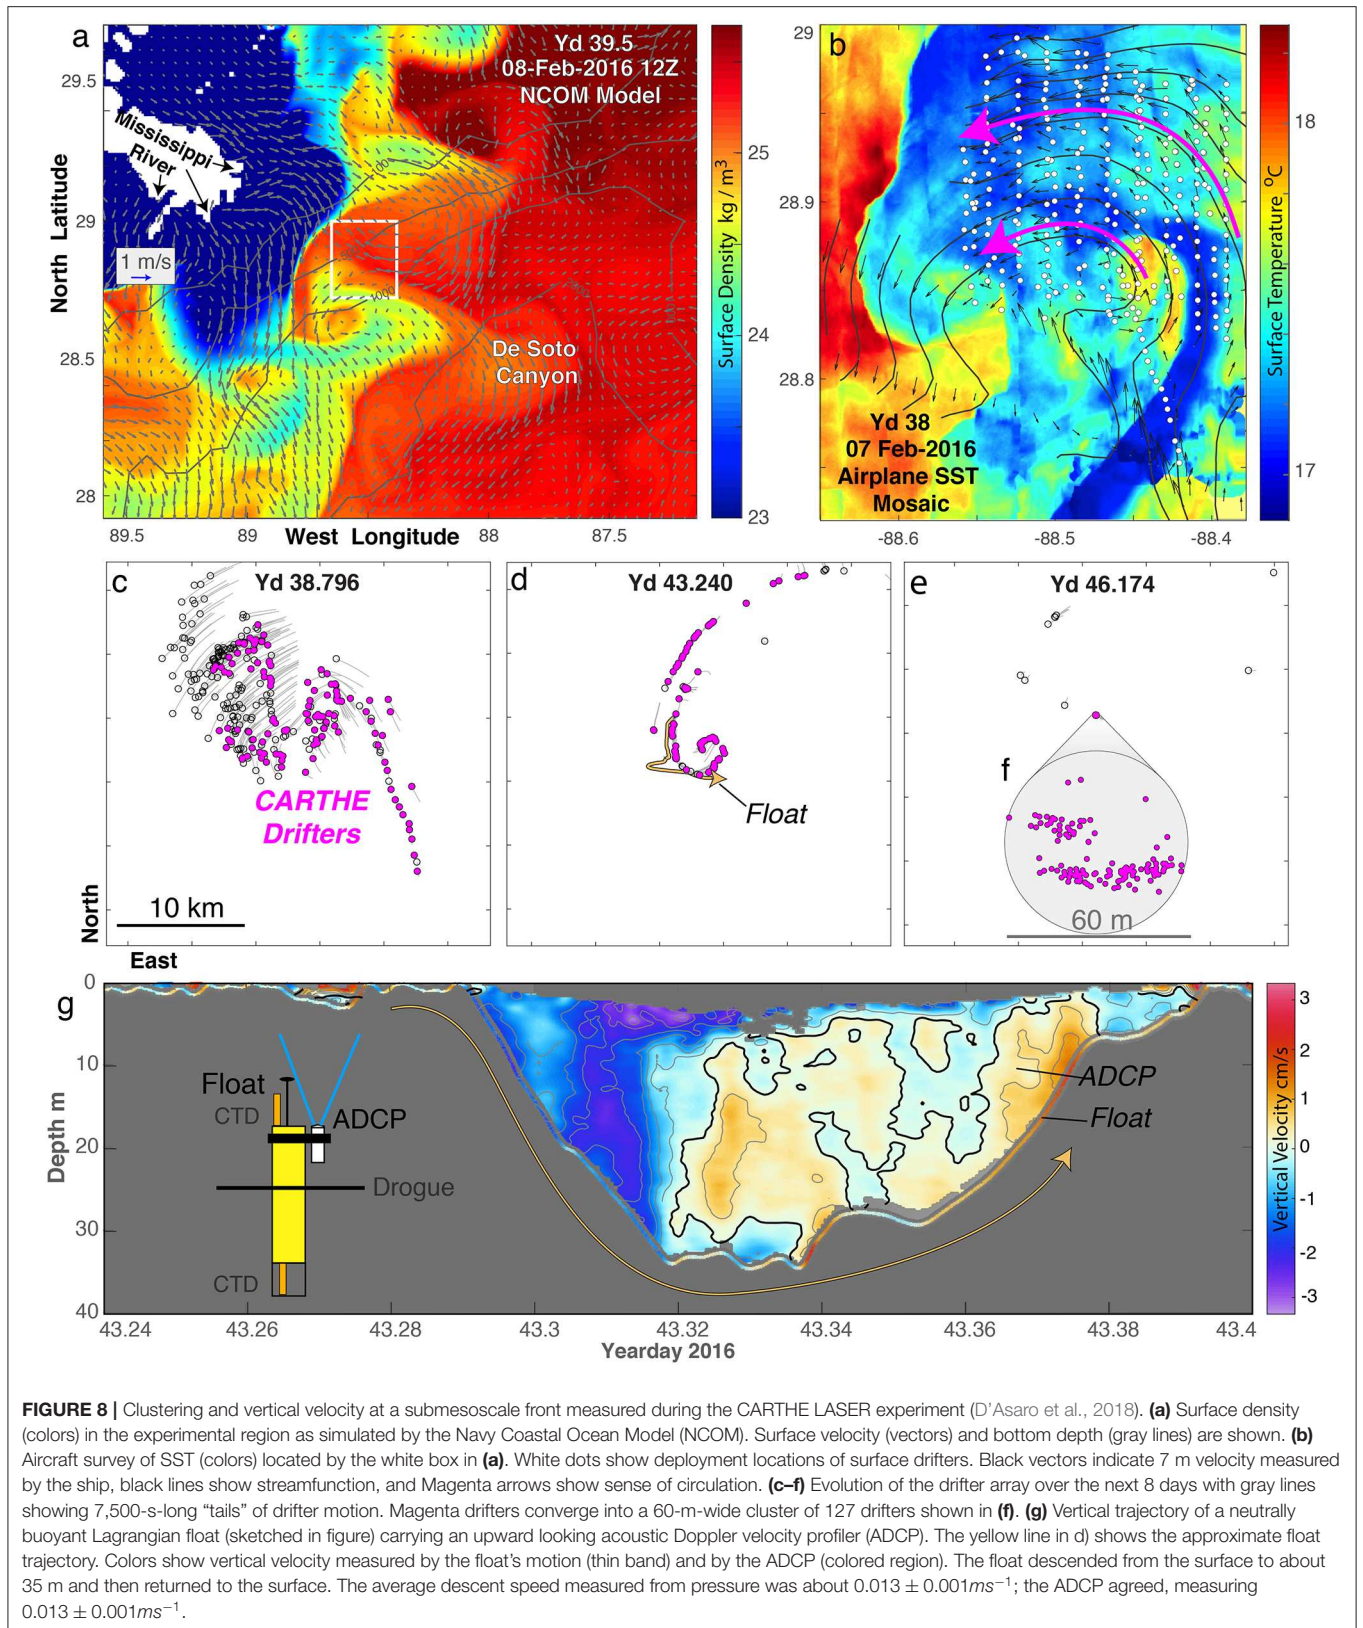 a
Yd 39.5
08-Feb-2016 12Z
NCOM Model
Mississippi
River
1 m/s
100
500
1000
De Soto
Canyon
29.5
29
28.5
28
North Latitude
89.5
89
88
87.5
West Longitude
25
24
23
Surface Density kg / m³
b
29
28.9
28.8
Yd 38
07 Feb-2016
Airplane SST
Mosaic
-88.6
-88.5
-88.4
18
17
Surface Temperature ⁰C
c
Yd 38.796
CARTHE
Drifters
10 km
North
East
d
Yd 43.240
Float
e
Yd 46.174
f
60 m
g
0
10
20
30
40
Depth m
Float
CTD
ADCP
Drogue
CTD
ADCP
Float
43.24
43.26
43.28
43.3
43.32
43.34
43.36
43.38
43.4
Yearday 2016
3
2
1
0
-1
-2
-3
Vertical Velocity cm/s
FIGURE 8 | Clustering and vertical velocity at a submesoscale front measured during the CARTHE LASER experiment (D'Asaro et al., 2018). (a) Surface density
(colors) in the experimental region as simulated by the Navy Coastal Ocean Model (NCOM). Surface velocity (vectors) and bottom depth (gray lines) are shown. (b)
Aircraft survey of SST (colors) located by the white box in (a). White dots show deployment locations of surface drifters. Black vectors indicate 7 m velocity measured
by the ship, black lines show streamfunction, and Magenta arrows show sense of circulation. (c–f) Evolution of the drifter array over the next 8 days with gray lines
showing 7,500-s-long "tails" of drifter motion. Magenta drifters converge into a 60-m-wide cluster of 127 drifters shown in (f). (g) Vertical trajectory of a neutrally
buoyant Lagrangian float (sketched in figure) carrying an upward looking acoustic Doppler velocity profiler (ADCP). The yellow line in d) shows the approximate float
trajectory. Colors show vertical velocity measured by the float's motion (thin band) and by the ADCP (colored region). The float descended from the surface to about
35 m and then returned to the surface. The average descent speed measured from pressure was about 0.013 ± 0.001ms⁻¹; the ADCP agreed, measuring
0.013 ± 0.001ms⁻¹.